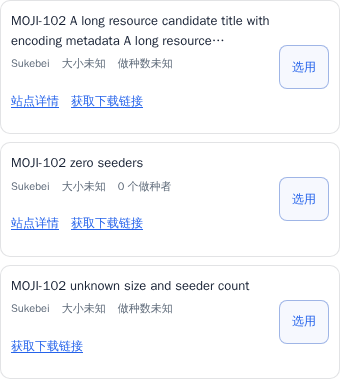 MOJI-102 A long resource candidate title with
encoding metadata A long resource…
Sukebei 大小未知 做种数未知
选用
站点详情 获取下载链接
MOJI-102 zero seeders
Sukebei 大小未知 0 个做种者
选用
站点详情 获取下载链接
MOJI-102 unknown size and seeder count
Sukebei 大小未知 做种数未知
选用
获取下载链接